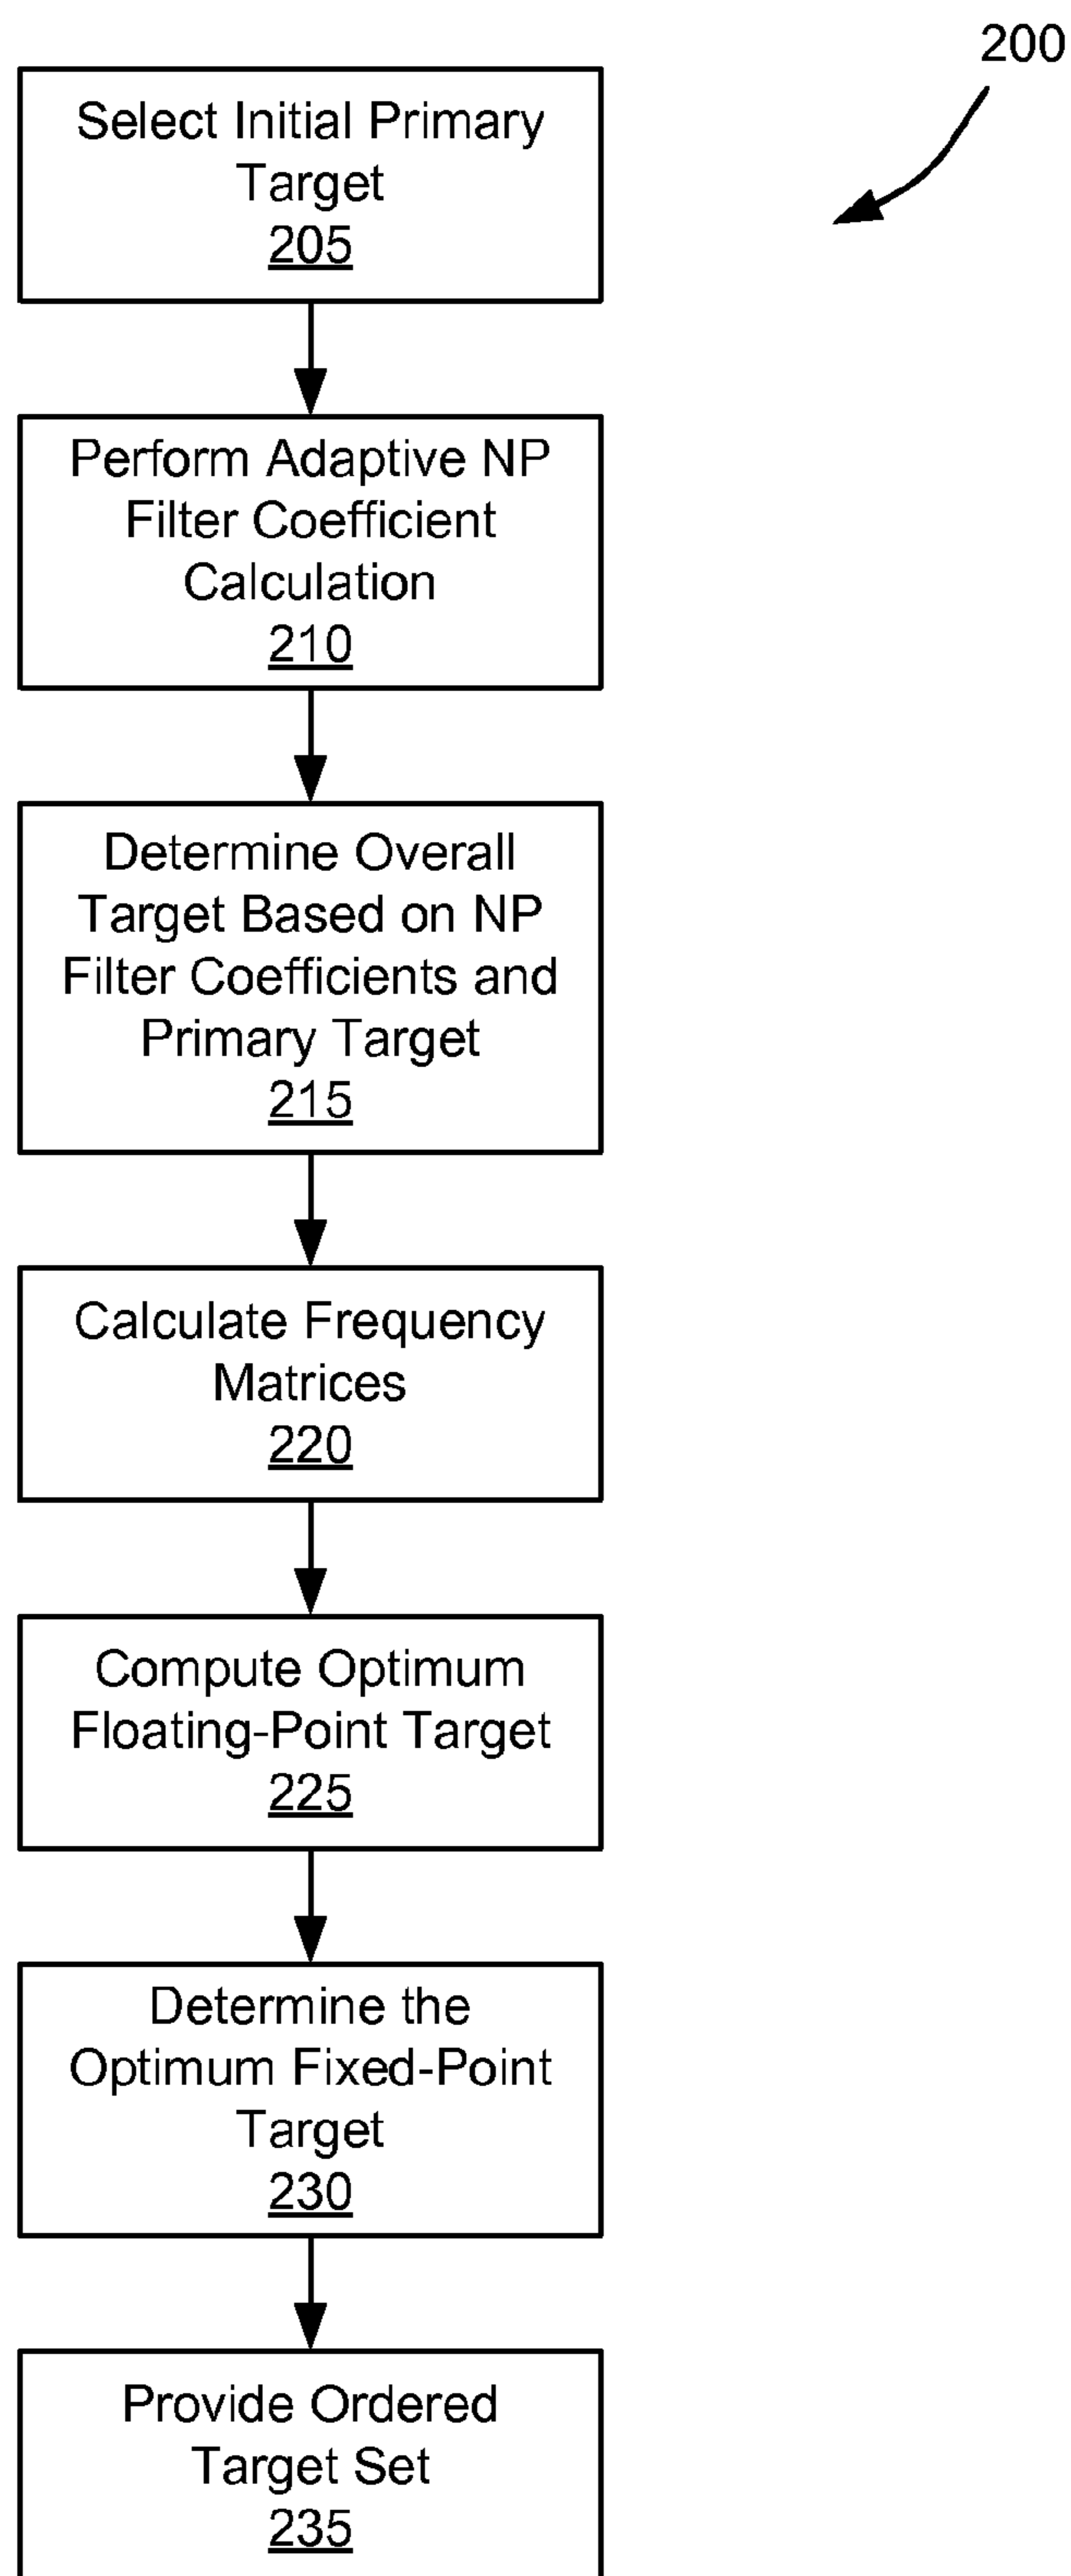 200
Select Initial Primary
Target
205
Perform Adaptive NP
Filter Coefficient
Calculation
210
Determine Overall
Target Based on NP
Filter Coefficients and
Primary Target
215
Calculate Frequency
Matrices
220
Compute Optimum
Floating-Point Target
225
Determine the
Optimum Fixed-Point
Target
230
Provide Ordered
Target Set
235